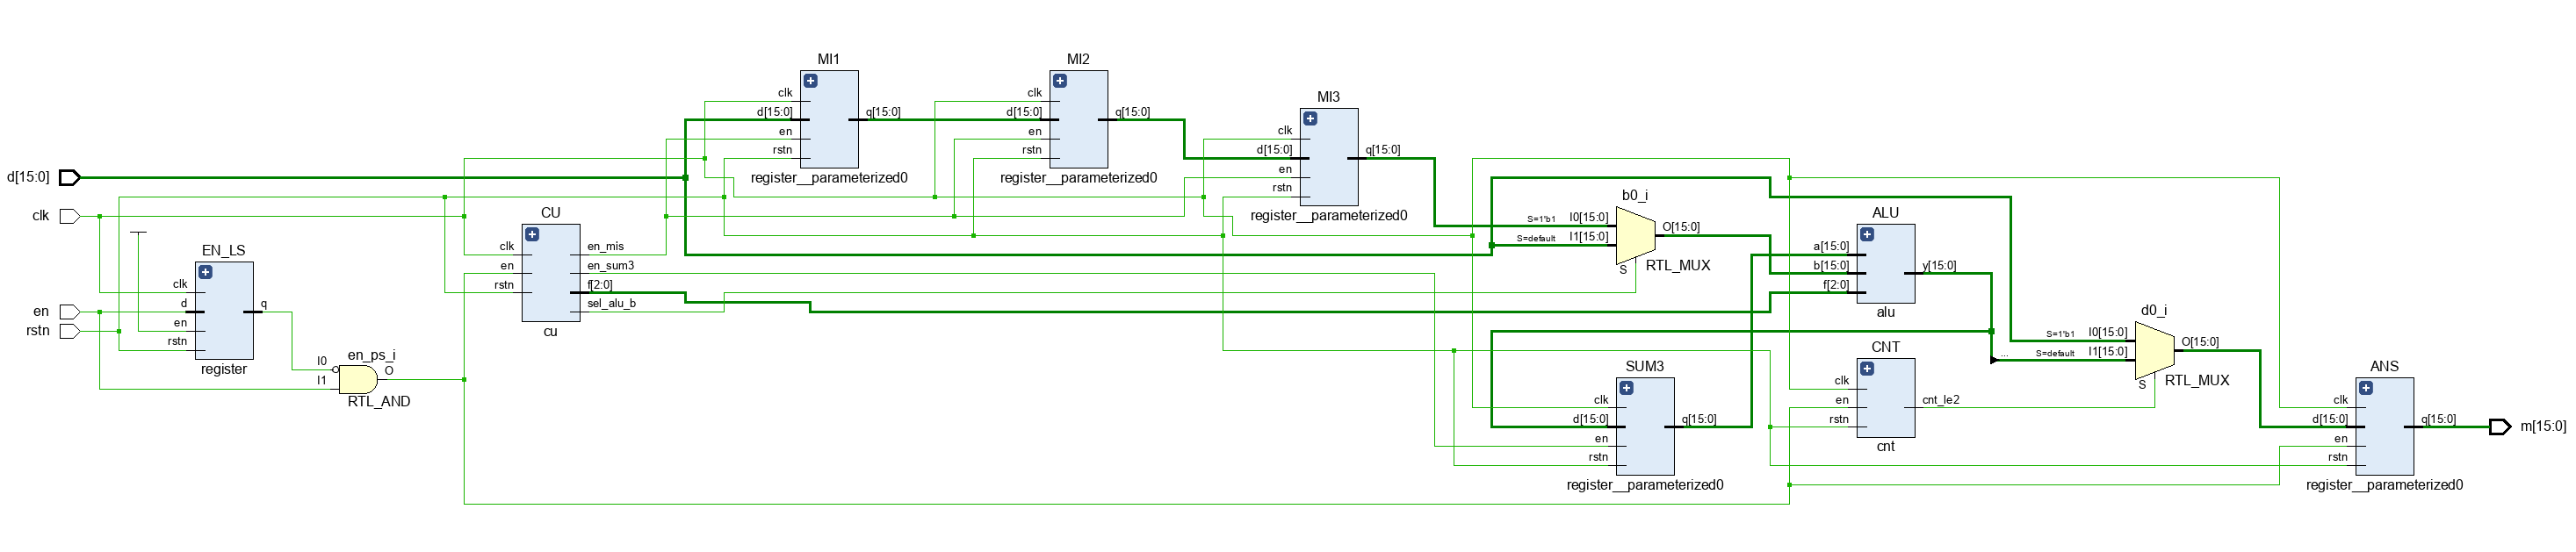 d[15:0]
clk
en
rstn
EN_LS
clk
d
en
rstn
q
register
en_ps_i
I0
I1
O
RTL_AND
CU
clk
en
rstn
en_mis
en_sum3
f[2:0]
sel_alu_b
cu
MI1
clk
d[15:0]
en
rstn
q[15:0]
register__parameterized0
MI2
clk
d[15:0]
en
rstn
q[15:0]
register__parameterized0
MI3
clk
d[15:0]
en
rstn
q[15:0]
register__parameterized0
b0_i
S=1'b1 I0[15:0]
S=default I1[15:0]
O[15:0]
S
RTL_MUX
SUM3
clk
d[15:0]
en
rstn
q[15:0]
register__parameterized0
ALU
a[15:0]
b[15:0]
f[2:0]
y[15:0]
alu
CNT
clk
en
rstn
cnt_le2
cnt
d0_i
S=1'b1 I0[15:0]
... S=default I1[15:0]
O[15:0]
S
RTL_MUX
ANS
clk
d[15:0]
en
rstn
q[15:0]
register__parameterized0
m[15:0]